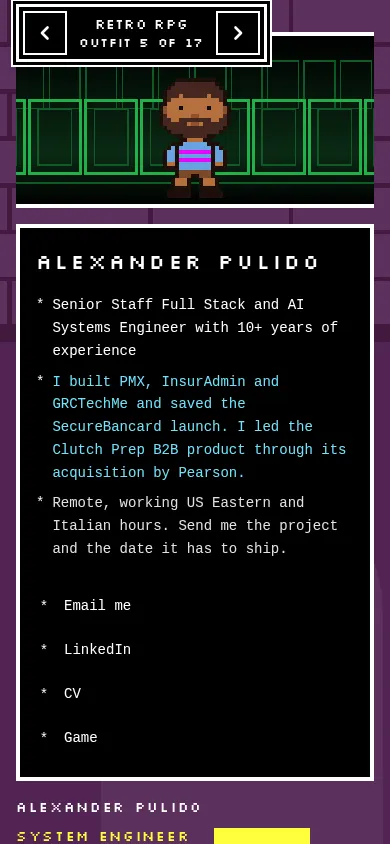 RETRO RPG
OUTFIT 5 OF 17
ALEXANDER PULIDO
* Senior Staff Full Stack and AI
Systems Engineer with 10+ years of
experience
* I built PMX, InsurAdmin and
GRCTechMe and saved the
SecureBancard launch. I led the
Clutch Prep B2B product through its
acquisition by Pearson.
* Remote, working US Eastern and
Italian hours. Send me the project
and the date it has to ship.
* Email me
* LinkedIn
* CV
* Game
ALEXANDER PULIDO
SYSTEM ENGINEER